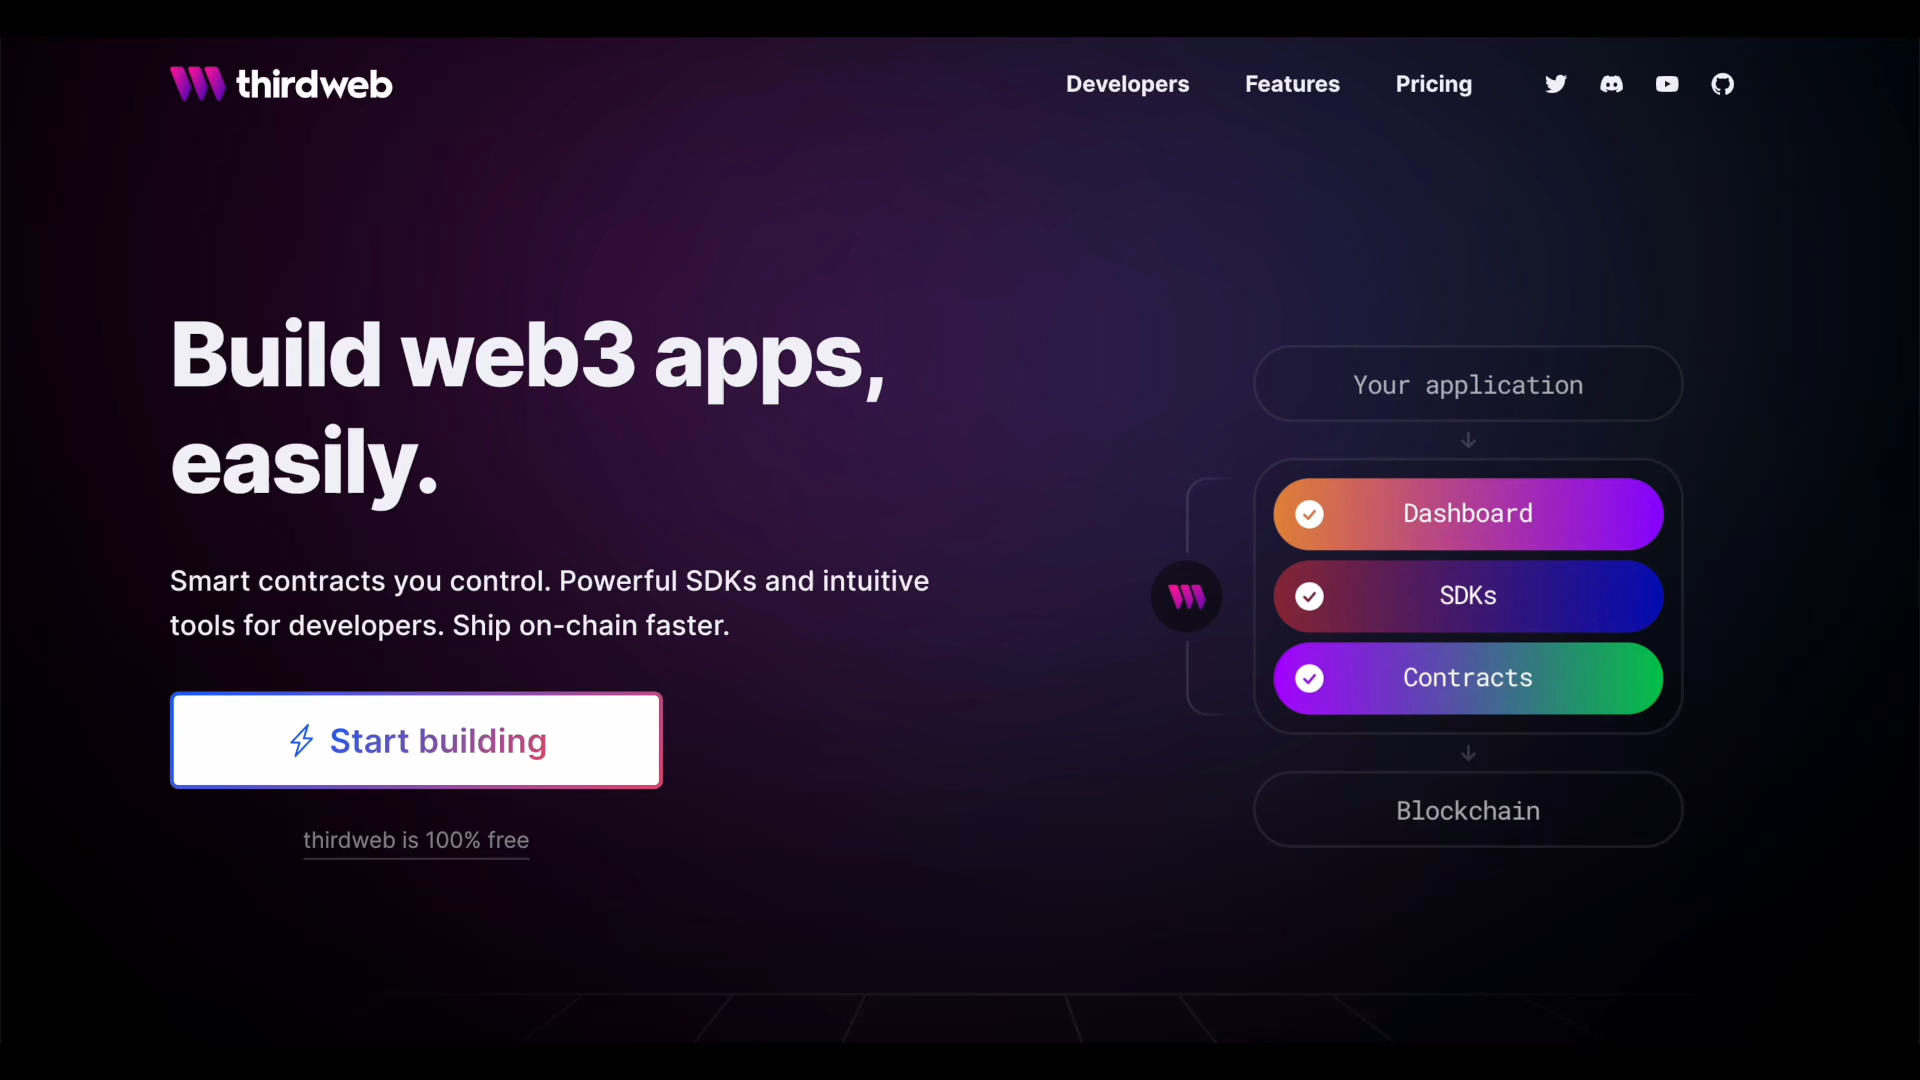 thirdweb
Developers
Features
Pricing
Build web3 apps,
easily.
Smart contracts you control. Powerful SDKs and intuitive
tools for developers. Ship on-chain faster.
Start building
thirdweb is 100% free
Your application
Dashboard
SDKs
Contracts
Blockchain